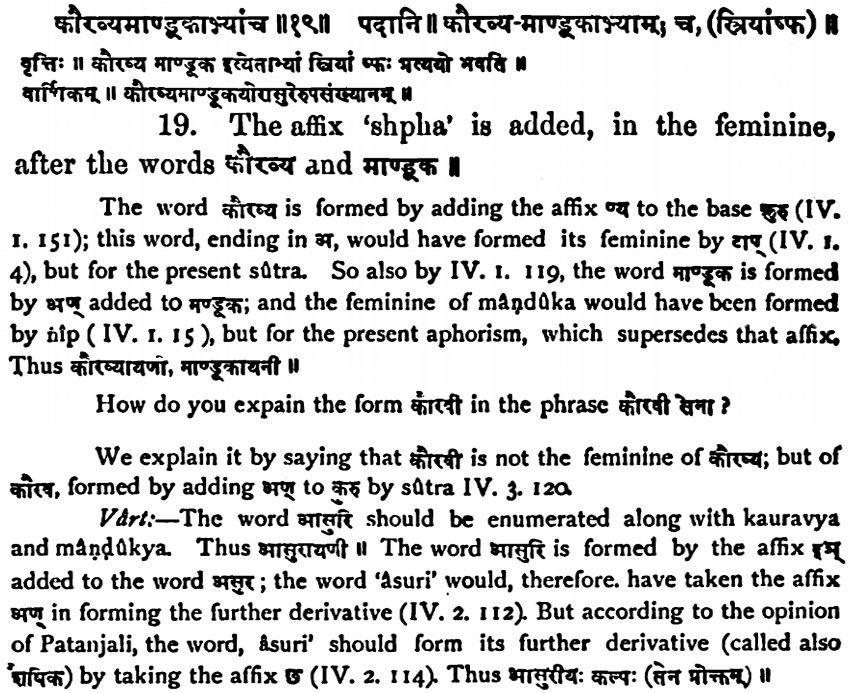 कौरव्यमाण्डूकाभ्यांच ॥१९॥ पदानि ॥ कौरव्य-माण्डूकाभ्याम्; च, (स्त्रियांष्फ) ॥
वृत्तिः ॥ कौरव्य माण्डूक इत्येताभ्यां स्त्रियां ष्फः प्रत्ययो भवति ॥
वार्त्तिकम् ॥ कौरव्यमाण्डूकयोरासुरेरुपसंख्यानम् ॥
19. The affix 'shpha' is added, in the feminine,
after the words कौरव्य and माण्डूक ॥
The word कौरव्य is formed by adding the affix ण्य to the base कुरु (IV.
1. 151); this word, ending in अ, would have formed its feminine by टाप् (IV. 1.
4), but for the present sûtra. So also by IV. 1. 119, the word माण्डूक is formed
by अण् added to मण्डूक; and the feminine of mâṇḍûka would have been formed
by ṅîp ( IV. 1. 15 ), but for the present aphorism, which supersedes that affix.
Thus कौरव्यायणी, माण्डूकायनी ॥
How do you expain the form कौरवी in the phrase कौरवी सेना ?
We explain it by saying that कौरवी is not the feminine of कौरव्य; but of
कौरव, formed by adding अण् to कुरु by sûtra IV. 3. 120.
Vârt:—The word आसुरि should be enumerated along with kauravya
and mâṇḍûkya. Thus आसुरायणी ॥ The word आसुरि is formed by the affix इञ्
added to the word असुर ; the word 'Âsuri' would, therefore. have taken the affix
अण् in forming the further derivative (IV. 2. 112). But according to the opinion
of Patanjali, the word, âsuri' should form its further derivative (called also
शैषिक) by taking the affix छ (IV. 2. 114). Thus आसुरीयः कल्पः (तेन प्रोक्तम्) ॥